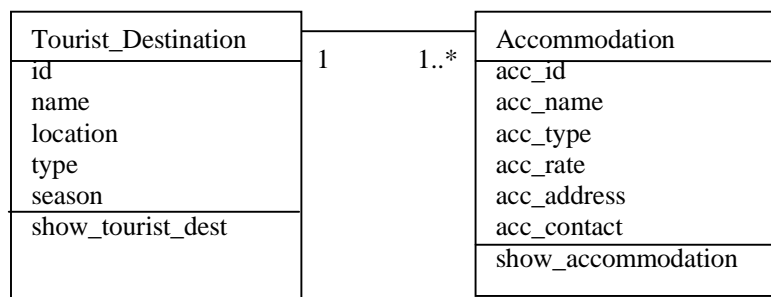 Tourist_Destination
id
name
location
type
season
show_tourist_dest
1 1..*
Accommodation
acc_id
acc_name
acc_type
acc_rate
acc_address
acc_contact
show_accommodation